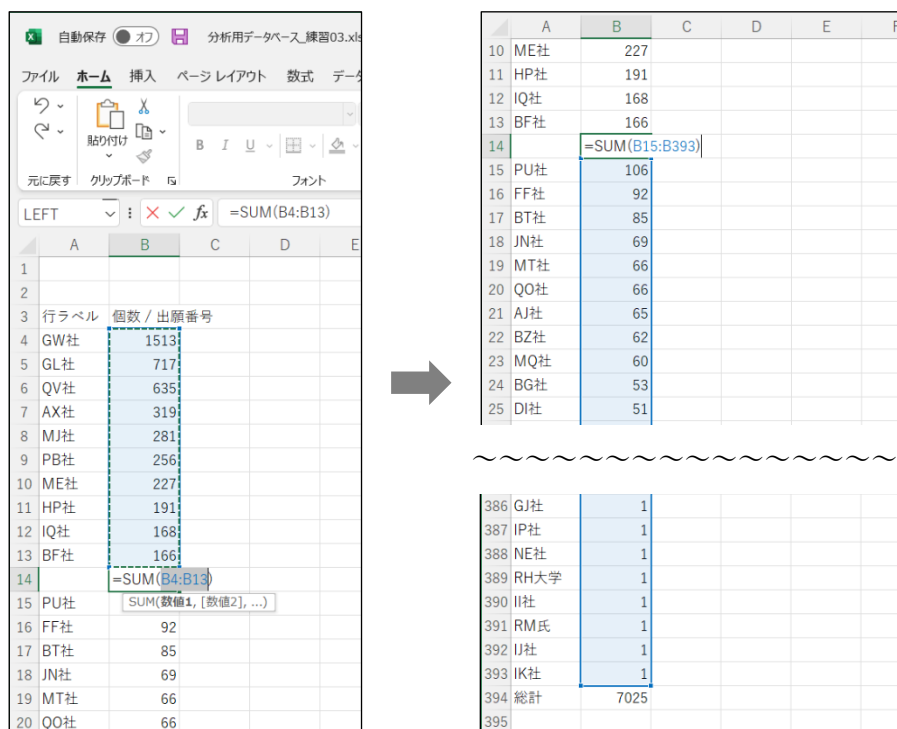 自動保存 オフ 分析用データベース_練習03.xls
ファイル ホーム 挿入 ページ レイアウト 数式 データ
貼り付け
B I U
元に戻す クリップボード フォント
LEFT fx =SUM(B4:B13)
A B C D E
1
2
3 行ラベル 個数 / 出願番号
4 GW社 1513
5 GL社 717
6 QV社 635
7 AX社 319
8 MJ社 281
9 PB社 256
10 ME社 227
11 HP社 191
12 IQ社 168
13 BF社 166
14 =SUM(B4:B13)
15 PU社 SUM(数値1, [数値2], ...)
16 FF社 92
17 BT社 85
18 JN社 69
19 MT社 66
20 QO社 66
A B C D E F
10 ME社 227
11 HP社 191
12 IQ社 168
13 BF社 166
14 =SUM(B15:B393)
15 PU社 106
16 FF社 92
17 BT社 85
18 JN社 69
19 MT社 66
20 QO社 66
21 AJ社 65
22 BZ社 62
23 MQ社 60
24 BG社 53
25 DI社 51
～～～～～～～～～～～～～～～～
386 GJ社 1
387 IP社 1
388 NE社 1
389 RH大学 1
390 II社 1
391 RM氏 1
392 IJ社 1
393 IK社 1
394 総計 7025
395